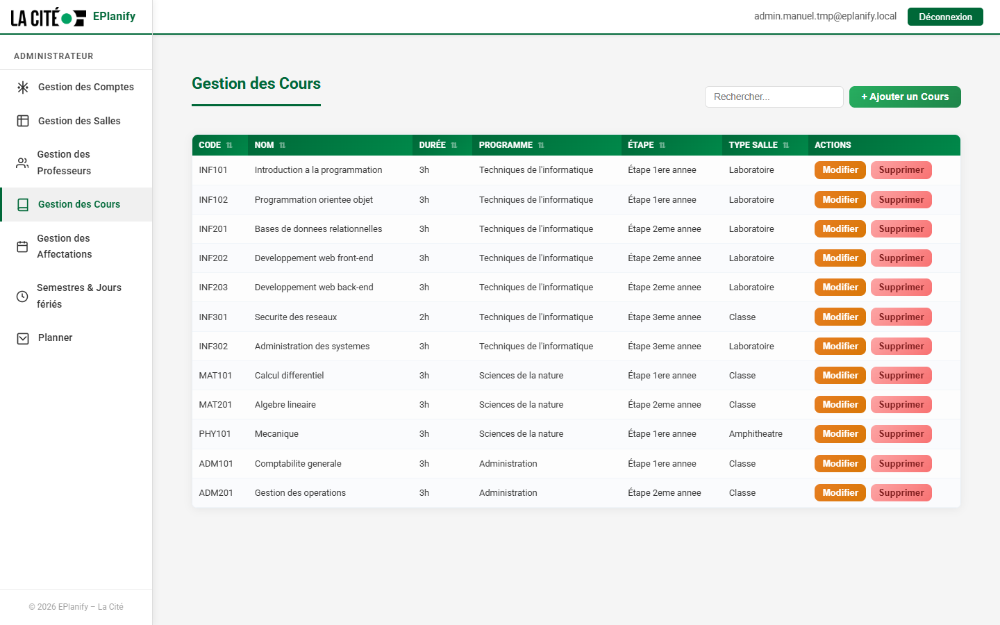 LA CITÉ EPlanify
admin.manuel.tmp@eplanify.local Déconnexion
ADMINISTRATEUR
Gestion des Comptes
Gestion des Salles
Gestion des
Professeurs
Gestion des Cours
Gestion des
Affectations
Semestres & Jours
fériés
Planner
© 2026 EPlanify – La Cité
Gestion des Cours
Rechercher... + Ajouter un Cours
CODE NOM DURÉE PROGRAMME ÉTAPE TYPE SALLE ACTIONS
INF101 Introduction a la programmation 3h Techniques de l'informatique Étape 1ere annee Laboratoire Modifier Supprimer
INF102 Programmation orientee objet 3h Techniques de l'informatique Étape 1ere annee Laboratoire Modifier Supprimer
INF201 Bases de donnees relationnelles 3h Techniques de l'informatique Étape 2eme année Laboratoire Modifier Supprimer
INF202 Developpement web front-end 3h Techniques de l'informatique Étape 2eme annee Laboratoire Modifier Supprimer
INF203 Developpement web back-end 3h Techniques de l'informatique Étape 2eme annee Laboratoire Modifier Supprimer
INF301 Securite des reseaux 2h Techniques de l'informatique Étape 3eme annee Classe Modifier Supprimer
INF302 Administration des systemes 3h Techniques de l'informatique Étape 3eme annee Laboratoire Modifier Supprimer
MAT101 Calcul differentiel 3h Sciences de la nature Étape 1ere annee Classe Modifier Supprimer
MAT201 Algebre lineaire 3h Sciences de la nature Étape 2eme annee Classe Modifier Supprimer
PHY101 Mecanique 3h Sciences de la nature Étape 1ere annee Amphitheatre Modifier Supprimer
ADM101 Comptabilite generale 3h Administration Étape 1ere annee Classe Modifier Supprimer
ADM201 Gestion des operations 3h Administration Étape 2eme annee Classe Modifier Supprimer